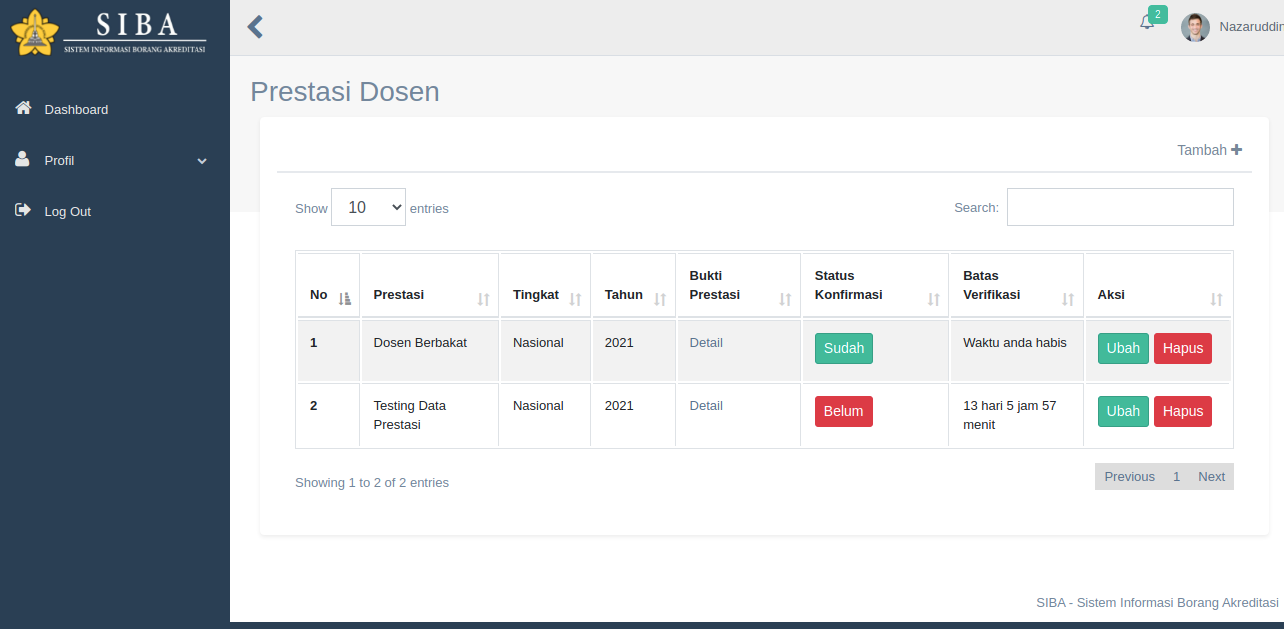 SIBA
SISTEM INFORMASI BORANG AKREDITASI
2
Nazaruddin
Dashboard
Profil
Log Out
Prestasi Dosen
Tambah
Show 10 entries
Search:
No Prestasi Tingkat Tahun Bukti Prestasi Status Konfirmasi Batas Verifikasi Aksi
1 Dosen Berbakat Nasional 2021 Detail Sudah Waktu anda habis Ubah Hapus
2 Testing Data Prestasi Nasional 2021 Detail Belum 13 hari 5 jam 57 menit Ubah Hapus
Showing 1 to 2 of 2 entries
Previous 1 Next
SIBA - Sistem Informasi Borang Akreditasi